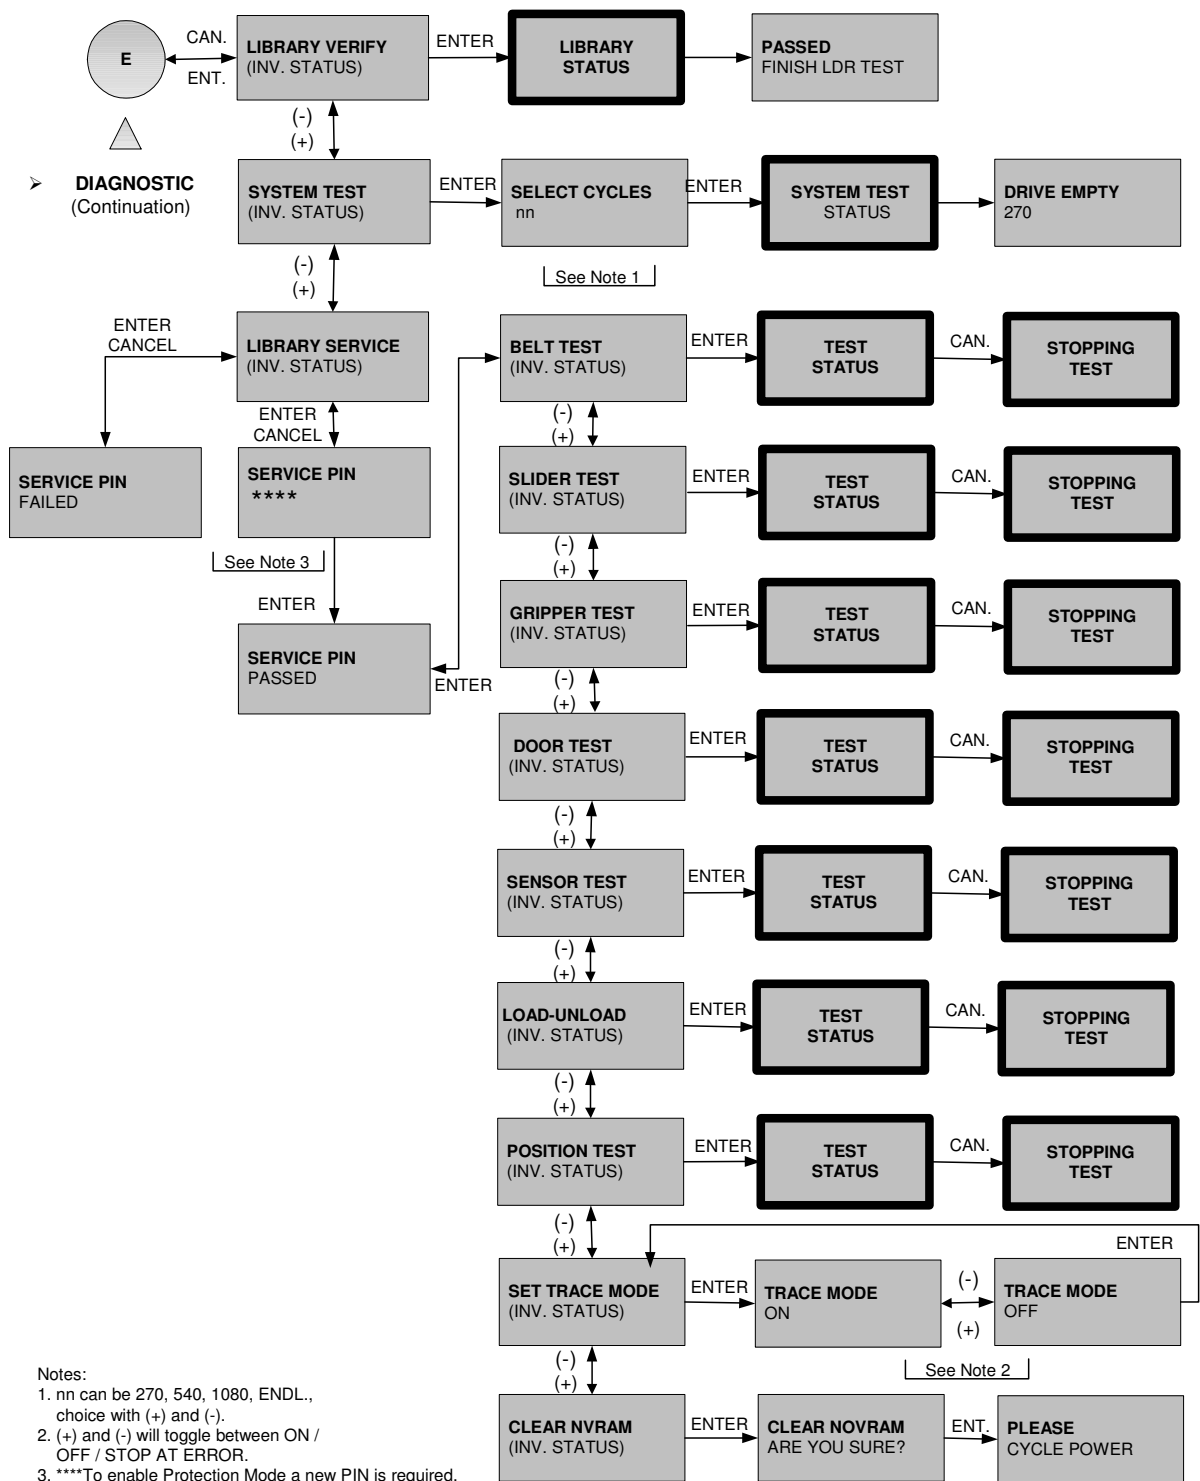 E
CAN.
ENT.
LIBRARY VERIFY
(INV. STATUS)
ENTER
LIBRARY
STATUS
PASSED
FINISH LDR TEST
(-)
(+)
➢ DIAGNOSTIC
(Continuation)
SYSTEM TEST
(INV. STATUS)
ENTER
SELECT CYCLES
nn
ENTER
SYSTEM TEST
STATUS
DRIVE EMPTY
270
See Note 1
(-)
(+)
ENTER
CANCEL
LIBRARY SERVICE
(INV. STATUS)
ENTER
CANCEL
SERVICE PIN
FAILED
SERVICE PIN
****
See Note 3
ENTER
SERVICE PIN
PASSED
ENTER
BELT TEST
(INV. STATUS)
ENTER
TEST
STATUS
CAN.
STOPPING
TEST
(-)
(+)
SLIDER TEST
(INV. STATUS)
ENTER
TEST
STATUS
CAN.
STOPPING
TEST
(-)
(+)
GRIPPER TEST
(INV. STATUS)
ENTER
TEST
STATUS
CAN.
STOPPING
TEST
(-)
(+)
DOOR TEST
(INV. STATUS)
ENTER
TEST
STATUS
CAN.
STOPPING
TEST
(-)
(+)
SENSOR TEST
(INV. STATUS)
ENTER
TEST
STATUS
CAN.
STOPPING
TEST
(-)
(+)
LOAD-UNLOAD
(INV. STATUS)
ENTER
TEST
STATUS
CAN.
STOPPING
TEST
(-)
(+)
POSITION TEST
(INV. STATUS)
ENTER
TEST
STATUS
CAN.
STOPPING
TEST
(-)
(+)
ENTER
SET TRACE MODE
(INV. STATUS)
ENTER
TRACE MODE
ON
(-)
(+)
TRACE MODE
OFF
See Note 2
(-)
(+)
CLEAR NVRAM
(INV. STATUS)
ENTER
CLEAR NOVRAM
ARE YOU SURE?
ENT.
PLEASE
CYCLE POWER
Notes:
1. nn can be 270, 540, 1080, ENDL.,
choice with (+) and (-).
2. (+) and (-) will toggle between ON /
OFF / STOP AT ERROR.
3. ****To enable Protection Mode a new PIN is required.